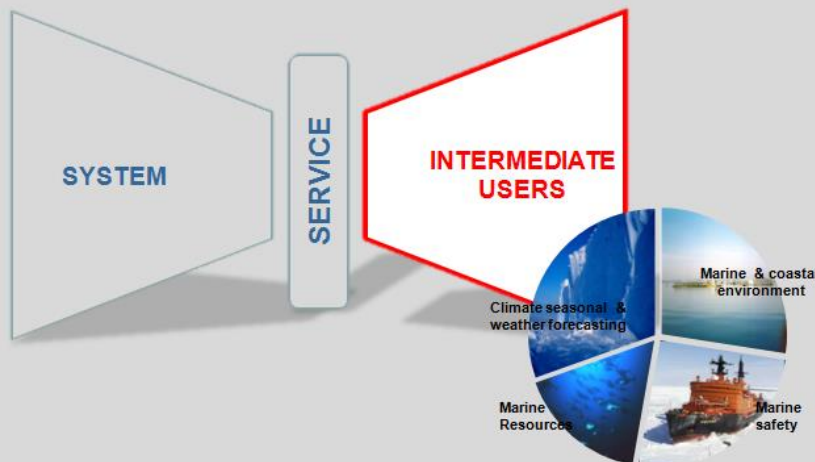 SYSTEM
SERVICE
INTERMEDIATE
USERS
Marine & coasta
environment
Climate seasonal &
weather forecasting
Marine
Resources
Marine
safety